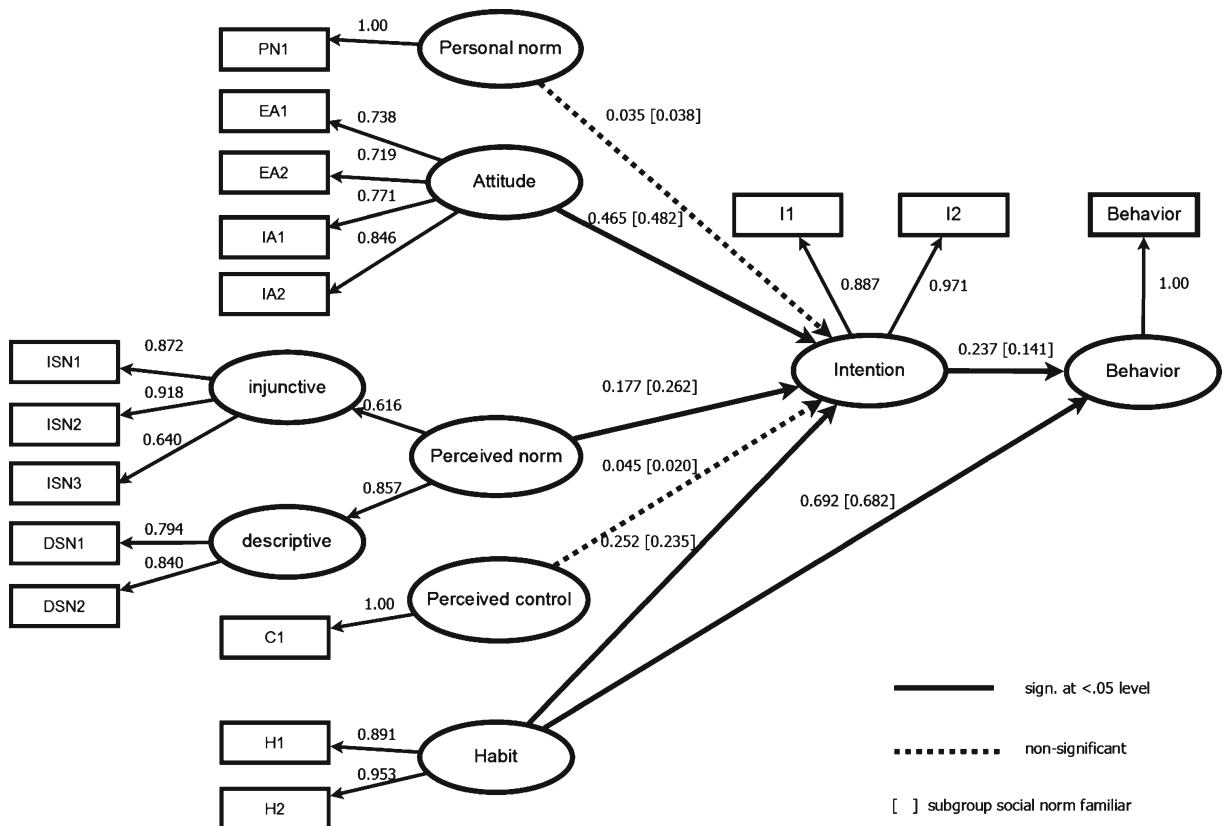 PN1
1.00
Personal norm
EA1
0.738
0.035 [0.038]
EA2
0.719
Attitude
IA1
0.771
0.465 [0.482]
I1
I2
Behavior
IA2
0.846
0.887
0.971
1.00
ISN1
0.872
injunctive
Intention
0.237 [0.141]
Behavior
ISN2
0.918
0.616
0.177 [0.262]
ISN3
0.640
Perceived norm
0.045 [0.020]
0.857
0.692 [0.682]
DSN1
0.794
descriptive
0.252 [0.235]
DSN2
0.840
Perceived control
C1
1.00
sign. at <.05 level
H1
0.891
Habit
non-significant
H2
0.953
[ ] subgroup social norm familiar